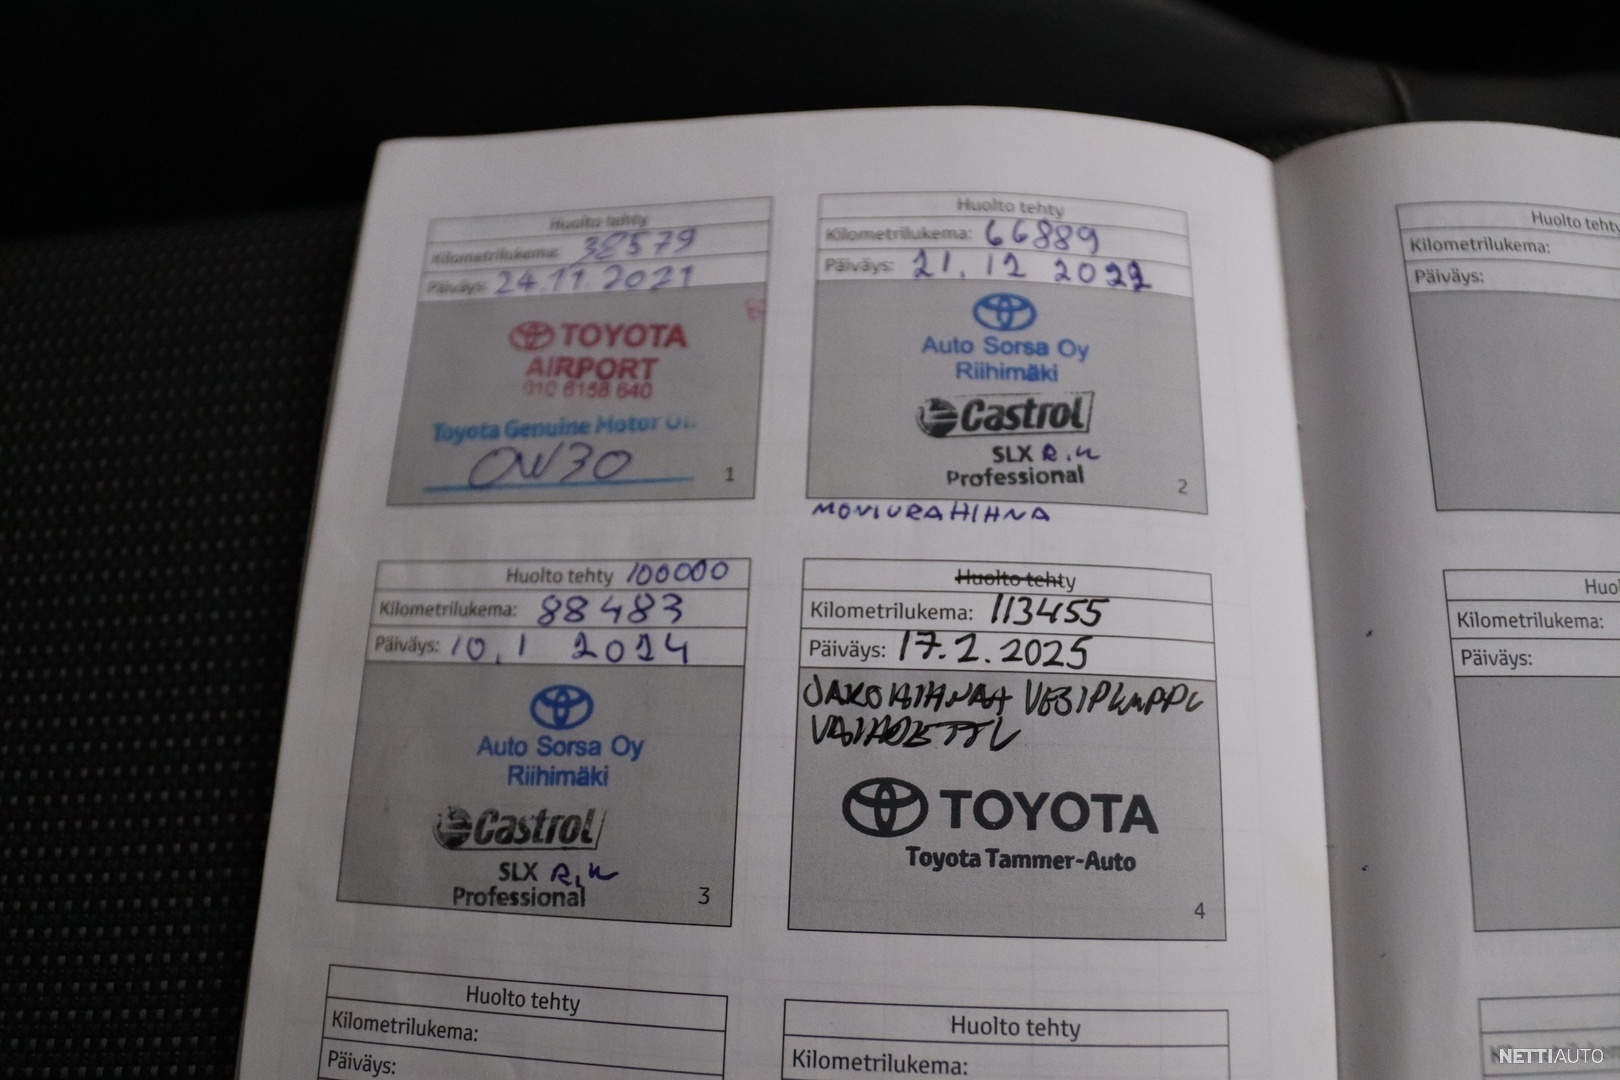 Huolto tehty
Kilometrilukema: 38579
Päiväys: 24.11.2021
TOYOTA
AIRPORT
010 6158 640
Toyota Genuine Motor Oil
0W30
1
Huolto tehty
Kilometrilukema: 66889
Päiväys: 21.12 2022
Auto Sorsa Oy
Riihimäki
Castrol
SLX R.K
Professional
2
MONIURAHIHNA
Huolto tehty 100000
Kilometrilukema: 88483
Päiväys: 10.1 2024
Auto Sorsa Oy
Riihimäki
Castrol
SLX R.K
Professional
3
Huolto tehty
Kilometrilukema: 113455
Päiväys: 17.2.2025
JAKOHIHNA+ VESIPUMPPU
VAIHDETTU
TOYOTA
Toyota Tammer-Auto
4
Huolto tehty
Kilometrilukema:
Päiväys:
Huolto tehty
Kilometrilukema:
Huolto tehty
Kilometrilukema:
Päiväys:
Kilometrilukema:
Päiväys:
NETTIAUTO